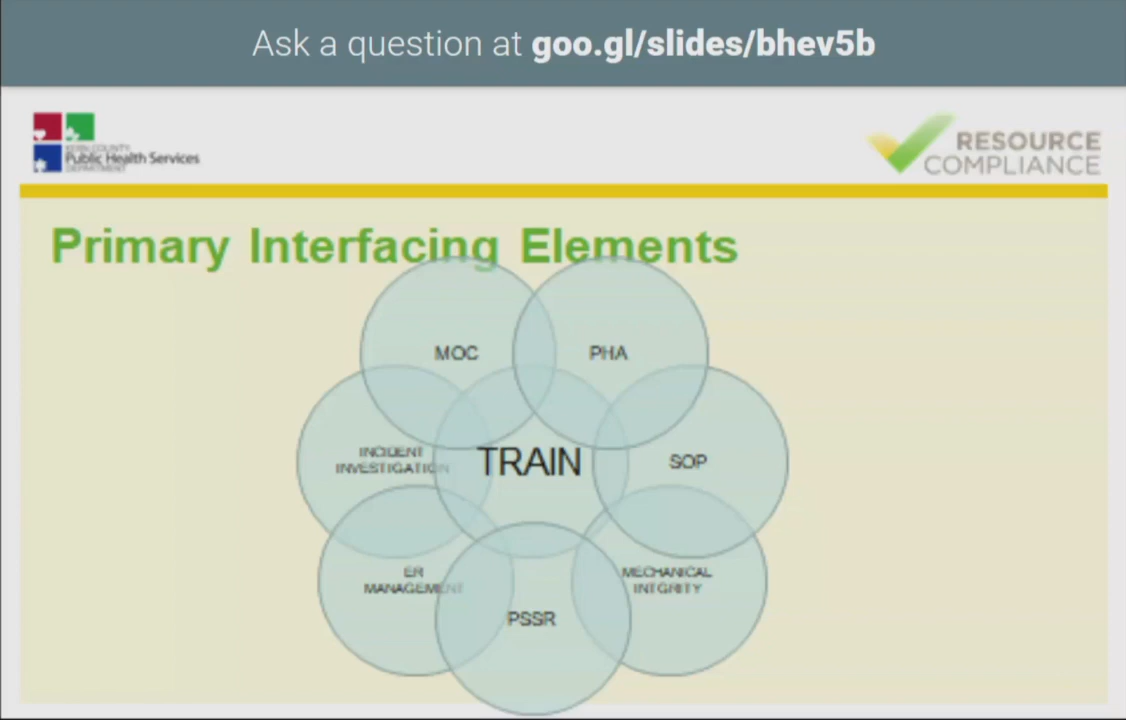 Ask a question at goo.gl/slides/bhev5b
KERN COUNTY
Public Health Services
DEPARTMENT
RESOURCE
COMPLIANCE
Primary Interfacing Elements
MOC
PHA
INCIDENT
INVESTIGATION
TRAIN
SOP
ER
MANAGEMENT
MECHANICAL
INTGRITY
PSSR